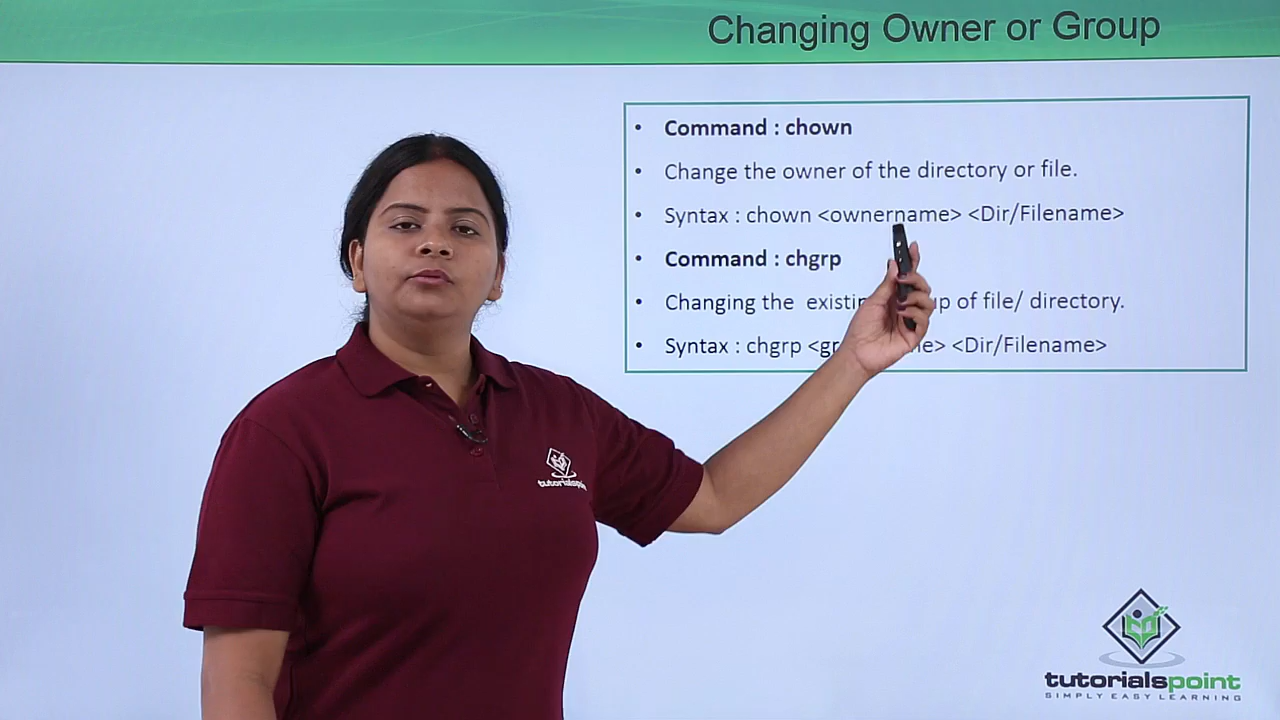 Changing Owner or Group
• Command : chown
• Change the owner of the directory or file.
• Syntax : chown <ownername> <Dir/Filename>
• Command : chgrp
• Changing the of file/ directory.
• Syntax : chgrp <Dir/Filename>
tutorialspoint
tutorialspoint
SIMPLY EASY LEARNING